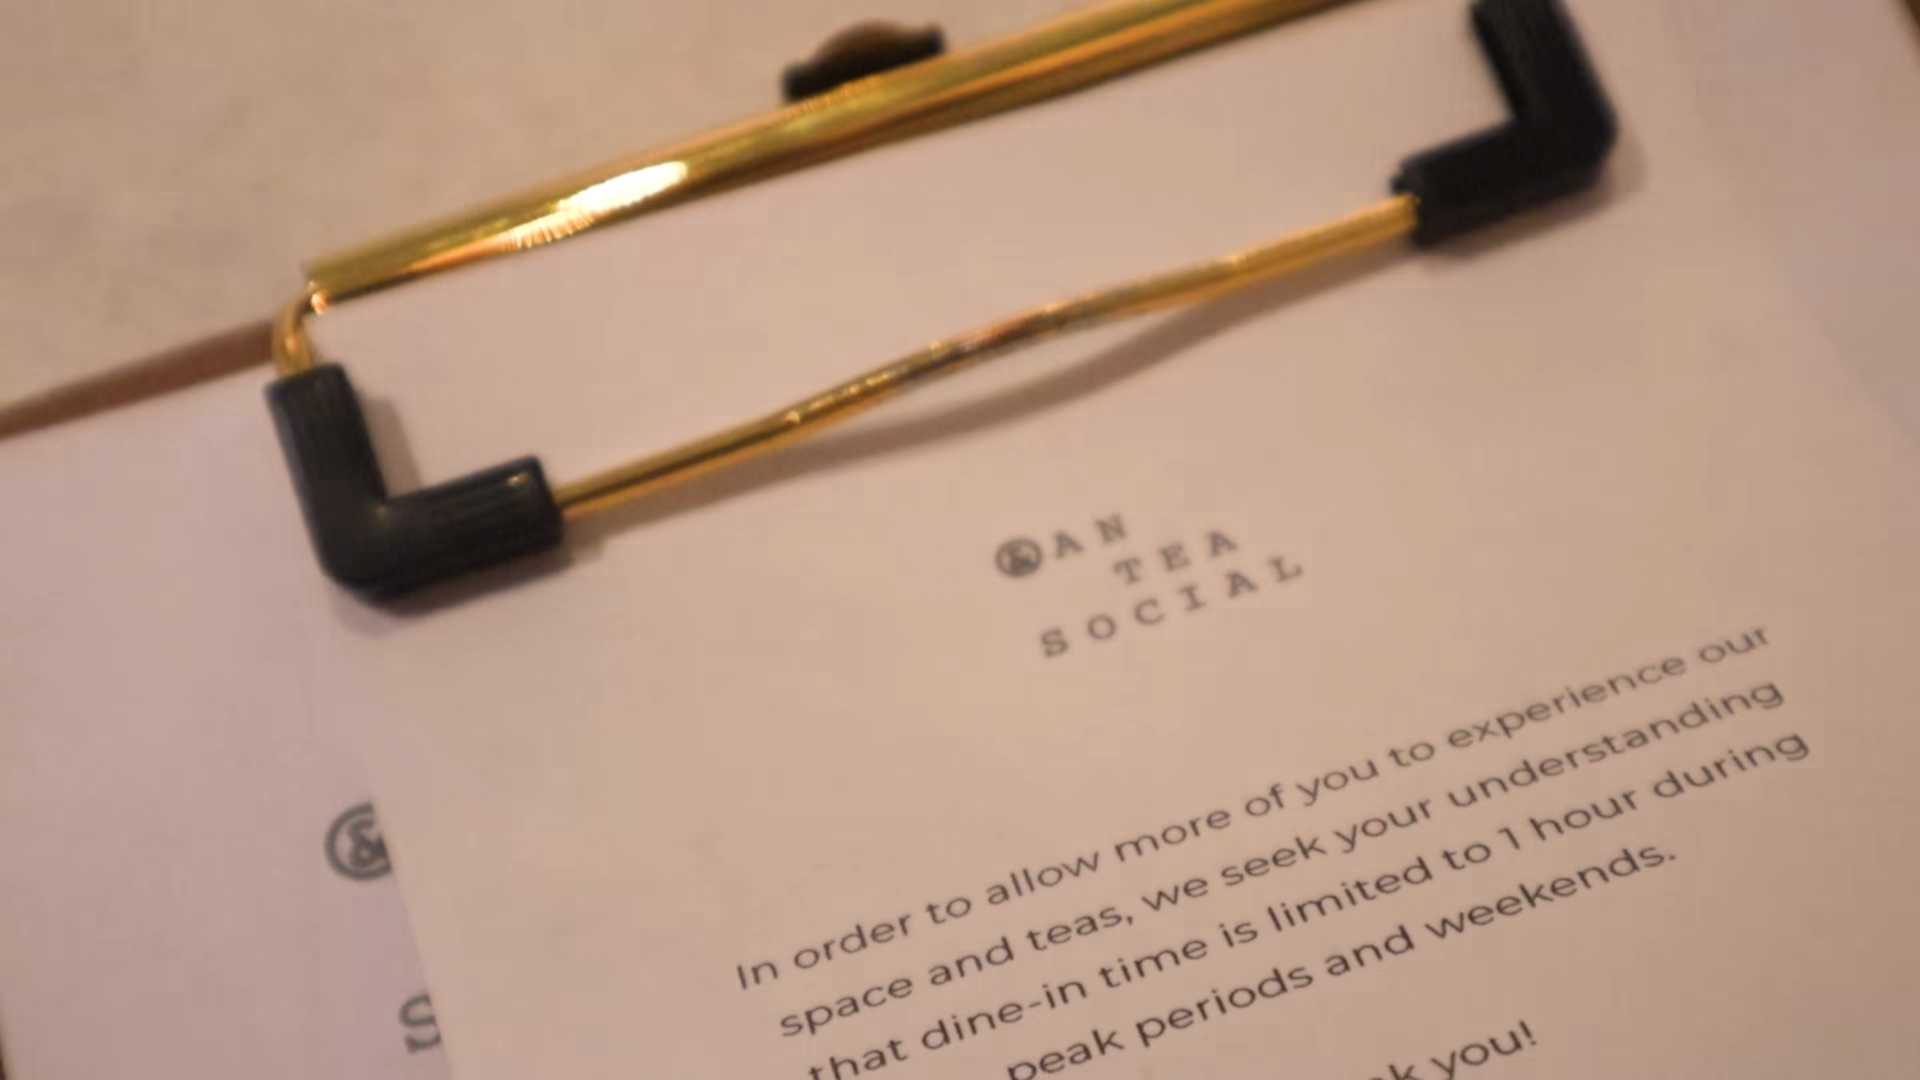 &AN
TEA
SOCIAL
In order to allow more of you to experience our
space and teas, we seek your understanding
that dine-in time is limited to 1 hour during
peak periods and weekends.
you!
&
S